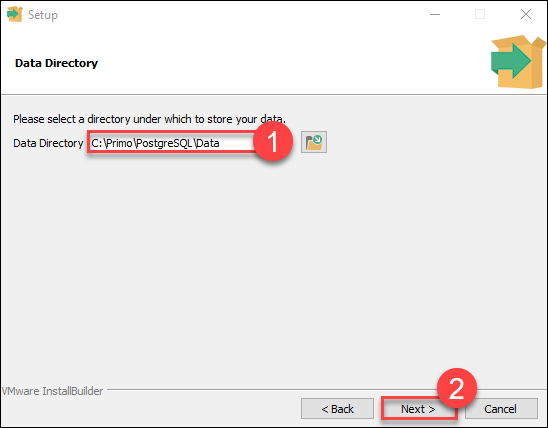 Setup
Data Directory
Please select a directory under which to store your data.
Data Directory C:\Primo\PostgreSQL\Data 1
VMware InstallBuilder
2
< Back Next > Cancel